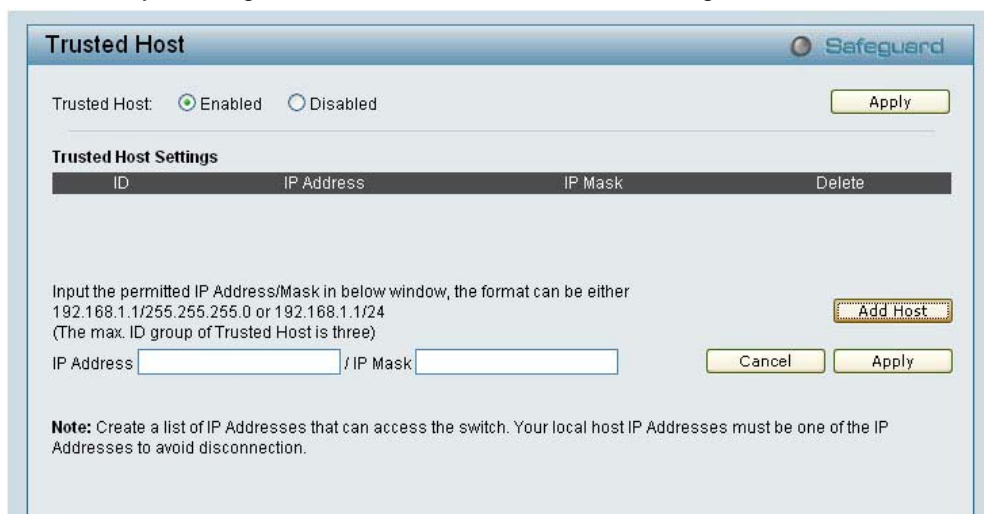 Trusted Host
Safeguard
Trusted Host: Enabled Disabled Apply
Trusted Host Settings
ID IP Address IP Mask Delete
Input the permitted IP Address/Mask in below window, the format can be either
192.168.1.1/255.255.255.0 or 192.168.1.1/24
(The max. ID group of Trusted Host is three)
Add Host
IP Address / IP Mask Cancel Apply
Note: Create a list of IP Addresses that can access the switch. Your local host IP Addresses must be one of the IP
Addresses to avoid disconnection.